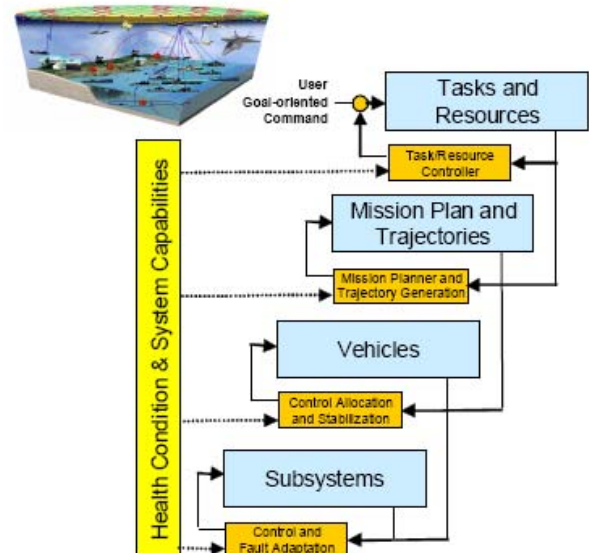 User
Goal-oriented
Command
Tasks and
Resources
Task/Resource
Controller
Health Condition & System Capabilities
Mission Plan and
Trajectories
Mission Planner and
Trajectory Generation
Vehicles
Control Allocation
and Stabilization
Subsystems
Control and
Fault Adaptation